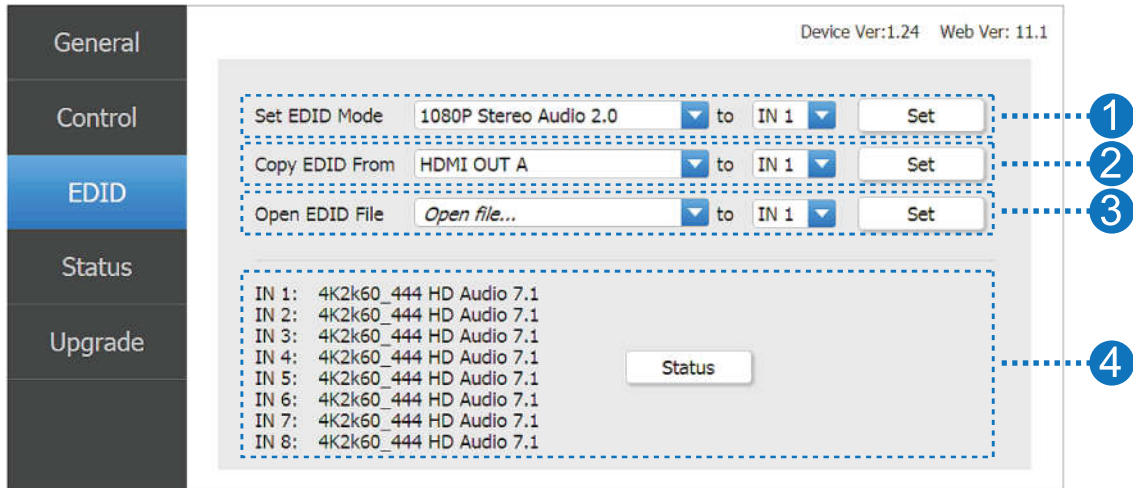 General
Control
EDID
Status
Upgrade
Device Ver:1.24 Web Ver: 11.1
Set EDID Mode 1080P Stereo Audio 2.0 to IN 1 Set 1
Copy EDID From HDMI OUT A to IN 1 Set 2
Open EDID File Open file... to IN 1 Set 3
IN 1: 4K2k60_444 HD Audio 7.1
IN 2: 4K2k60_444 HD Audio 7.1
IN 3: 4K2k60_444 HD Audio 7.1
IN 4: 4K2k60_444 HD Audio 7.1
IN 5: 4K2k60_444 HD Audio 7.1
IN 6: 4K2k60_444 HD Audio 7.1
IN 7: 4K2k60_444 HD Audio 7.1
IN 8: 4K2k60_444 HD Audio 7.1
Status 4